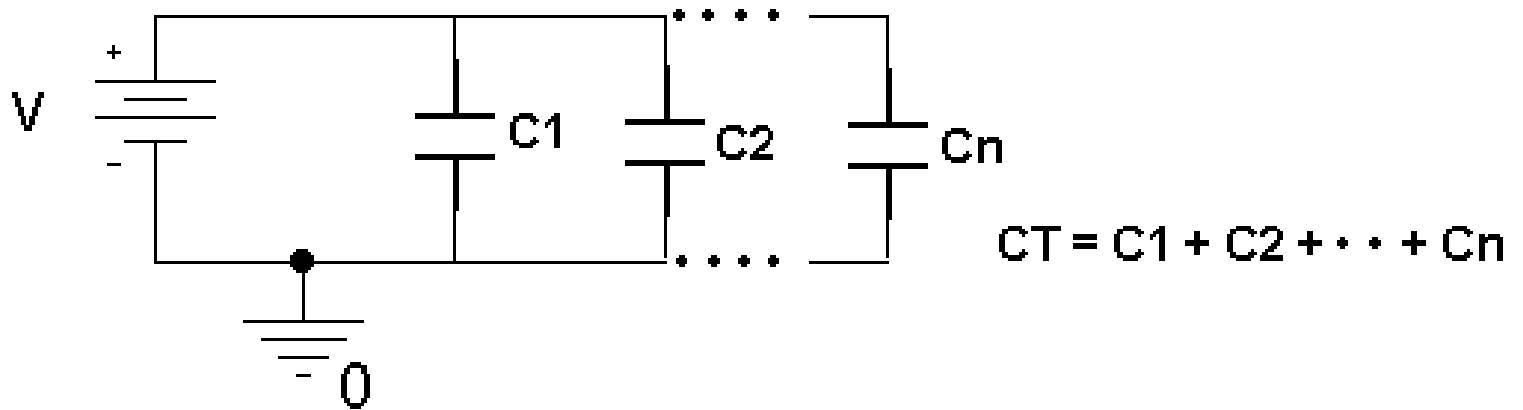 +
V
-
C1
C2
Cn
CT = C1 + C2 + · · + Cn
0